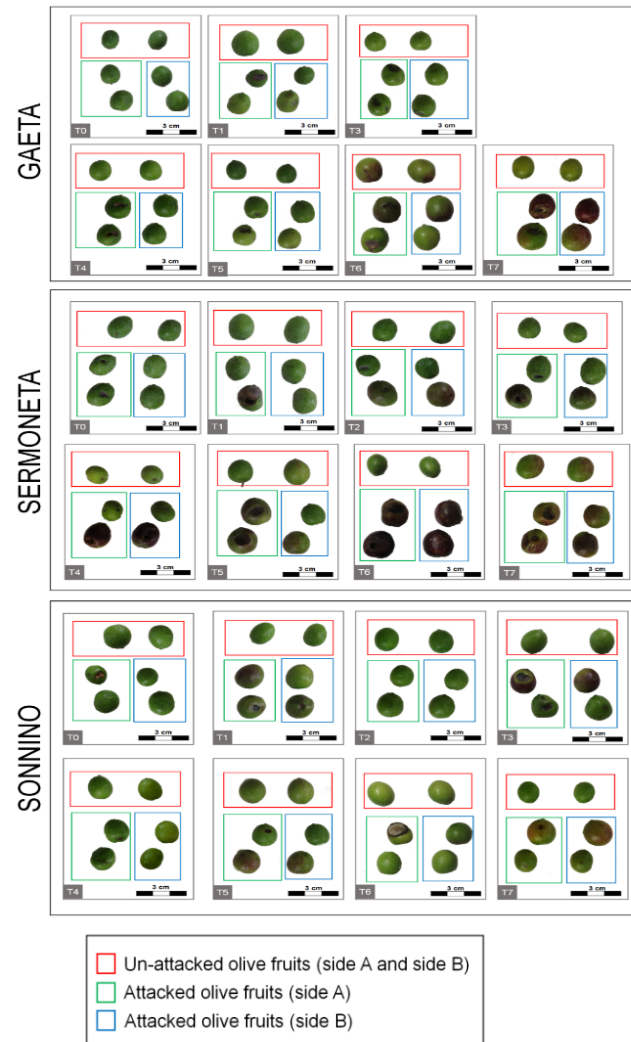 GAETA
3 cm 3 cm 3 cm
T0 T1 T3
3 cm 3 cm 3 cm 3 cm
T4 T5 T6 T7
SERMONETA
3 cm 3 cm 3 cm 3 cm
T0 T1 T2 T3
3 cm 3 cm 3 cm 3 cm
T4 T5 T6 T7
SONNINO
3 cm 3 cm 3 cm 3 cm
T0 T1 T2 T3
3 cm 3 cm 3 cm 3 cm
T4 T5 T6 T7
Un-attacked olive fruits (side A and side B)
Attacked olive fruits (side A)
Attacked olive fruits (side B)